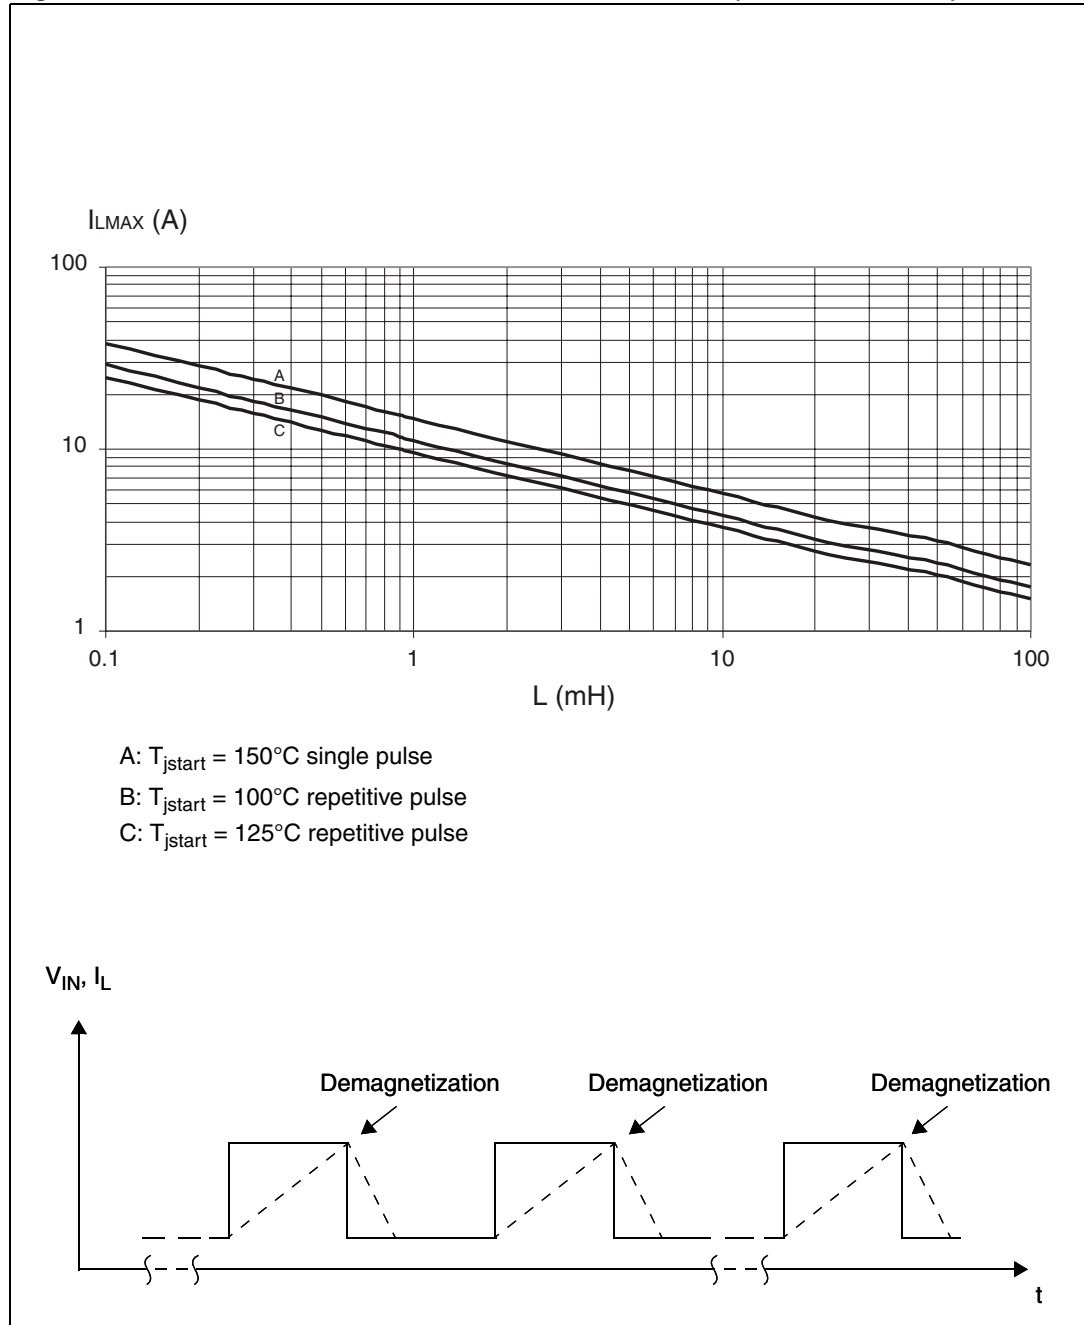 ILMAX (A)
100
10
1
A
B
C
0.1 1 10 100
L (mH)
A: Tjstart = 150°C single pulse
B: Tjstart = 100°C repetitive pulse
C: Tjstart = 125°C repetitive pulse
VIN, IL
Demagnetization Demagnetization Demagnetization
t